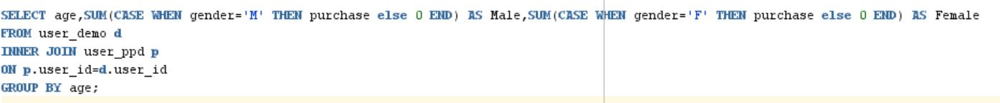 SELECT age,SUM(CASE WHEN gender='M' THEN purchase else 0 END) AS Male,SUM(CASE WHEN gender='F' THEN purchase else 0 END) AS Female
FROM user_demo d
INNER JOIN user_ppd p
ON p.user_id=d.user_id
GROUP BY age;